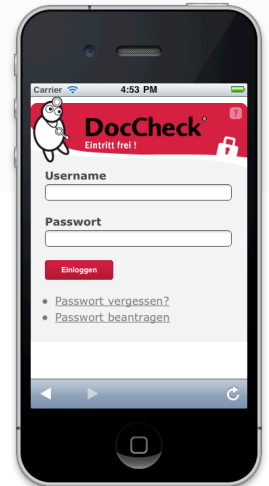 Carrier 4:53 PM
?
DocCheck
Eintritt frei !
Username
Passwort
Einloggen
Passwort vergessen?
Passwort beantragen